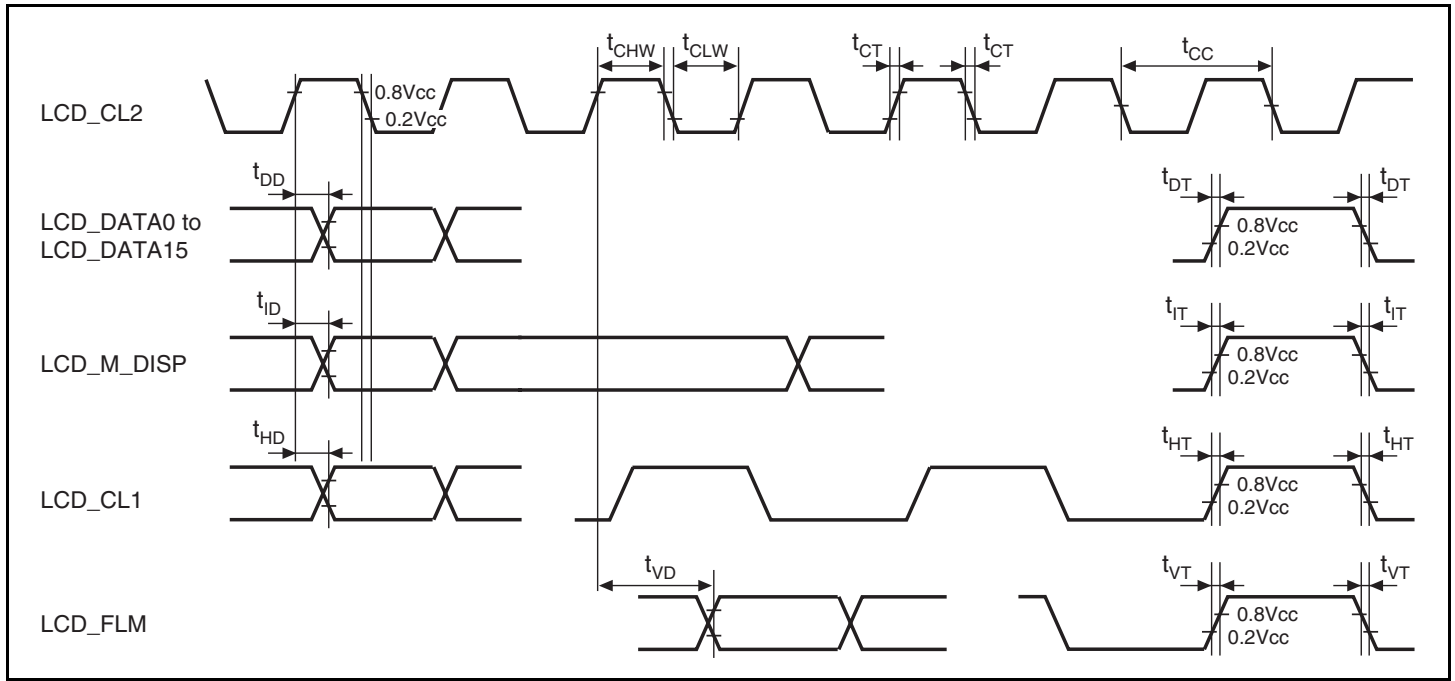 tCHW tCLW tCT tCT tCC
LCD_CL2
0.8Vcc
0.2Vcc
tDD tDT tDT
LCD_DATA0 to
LCD_DATA15
0.8Vcc
0.2Vcc
tID tIT tIT
LCD_M_DISP
0.8Vcc
0.2Vcc
tHD tHT tHT
LCD_CL1
0.8Vcc
0.2Vcc
tVD tVT tVT
LCD_FLM
0.8Vcc
0.2Vcc